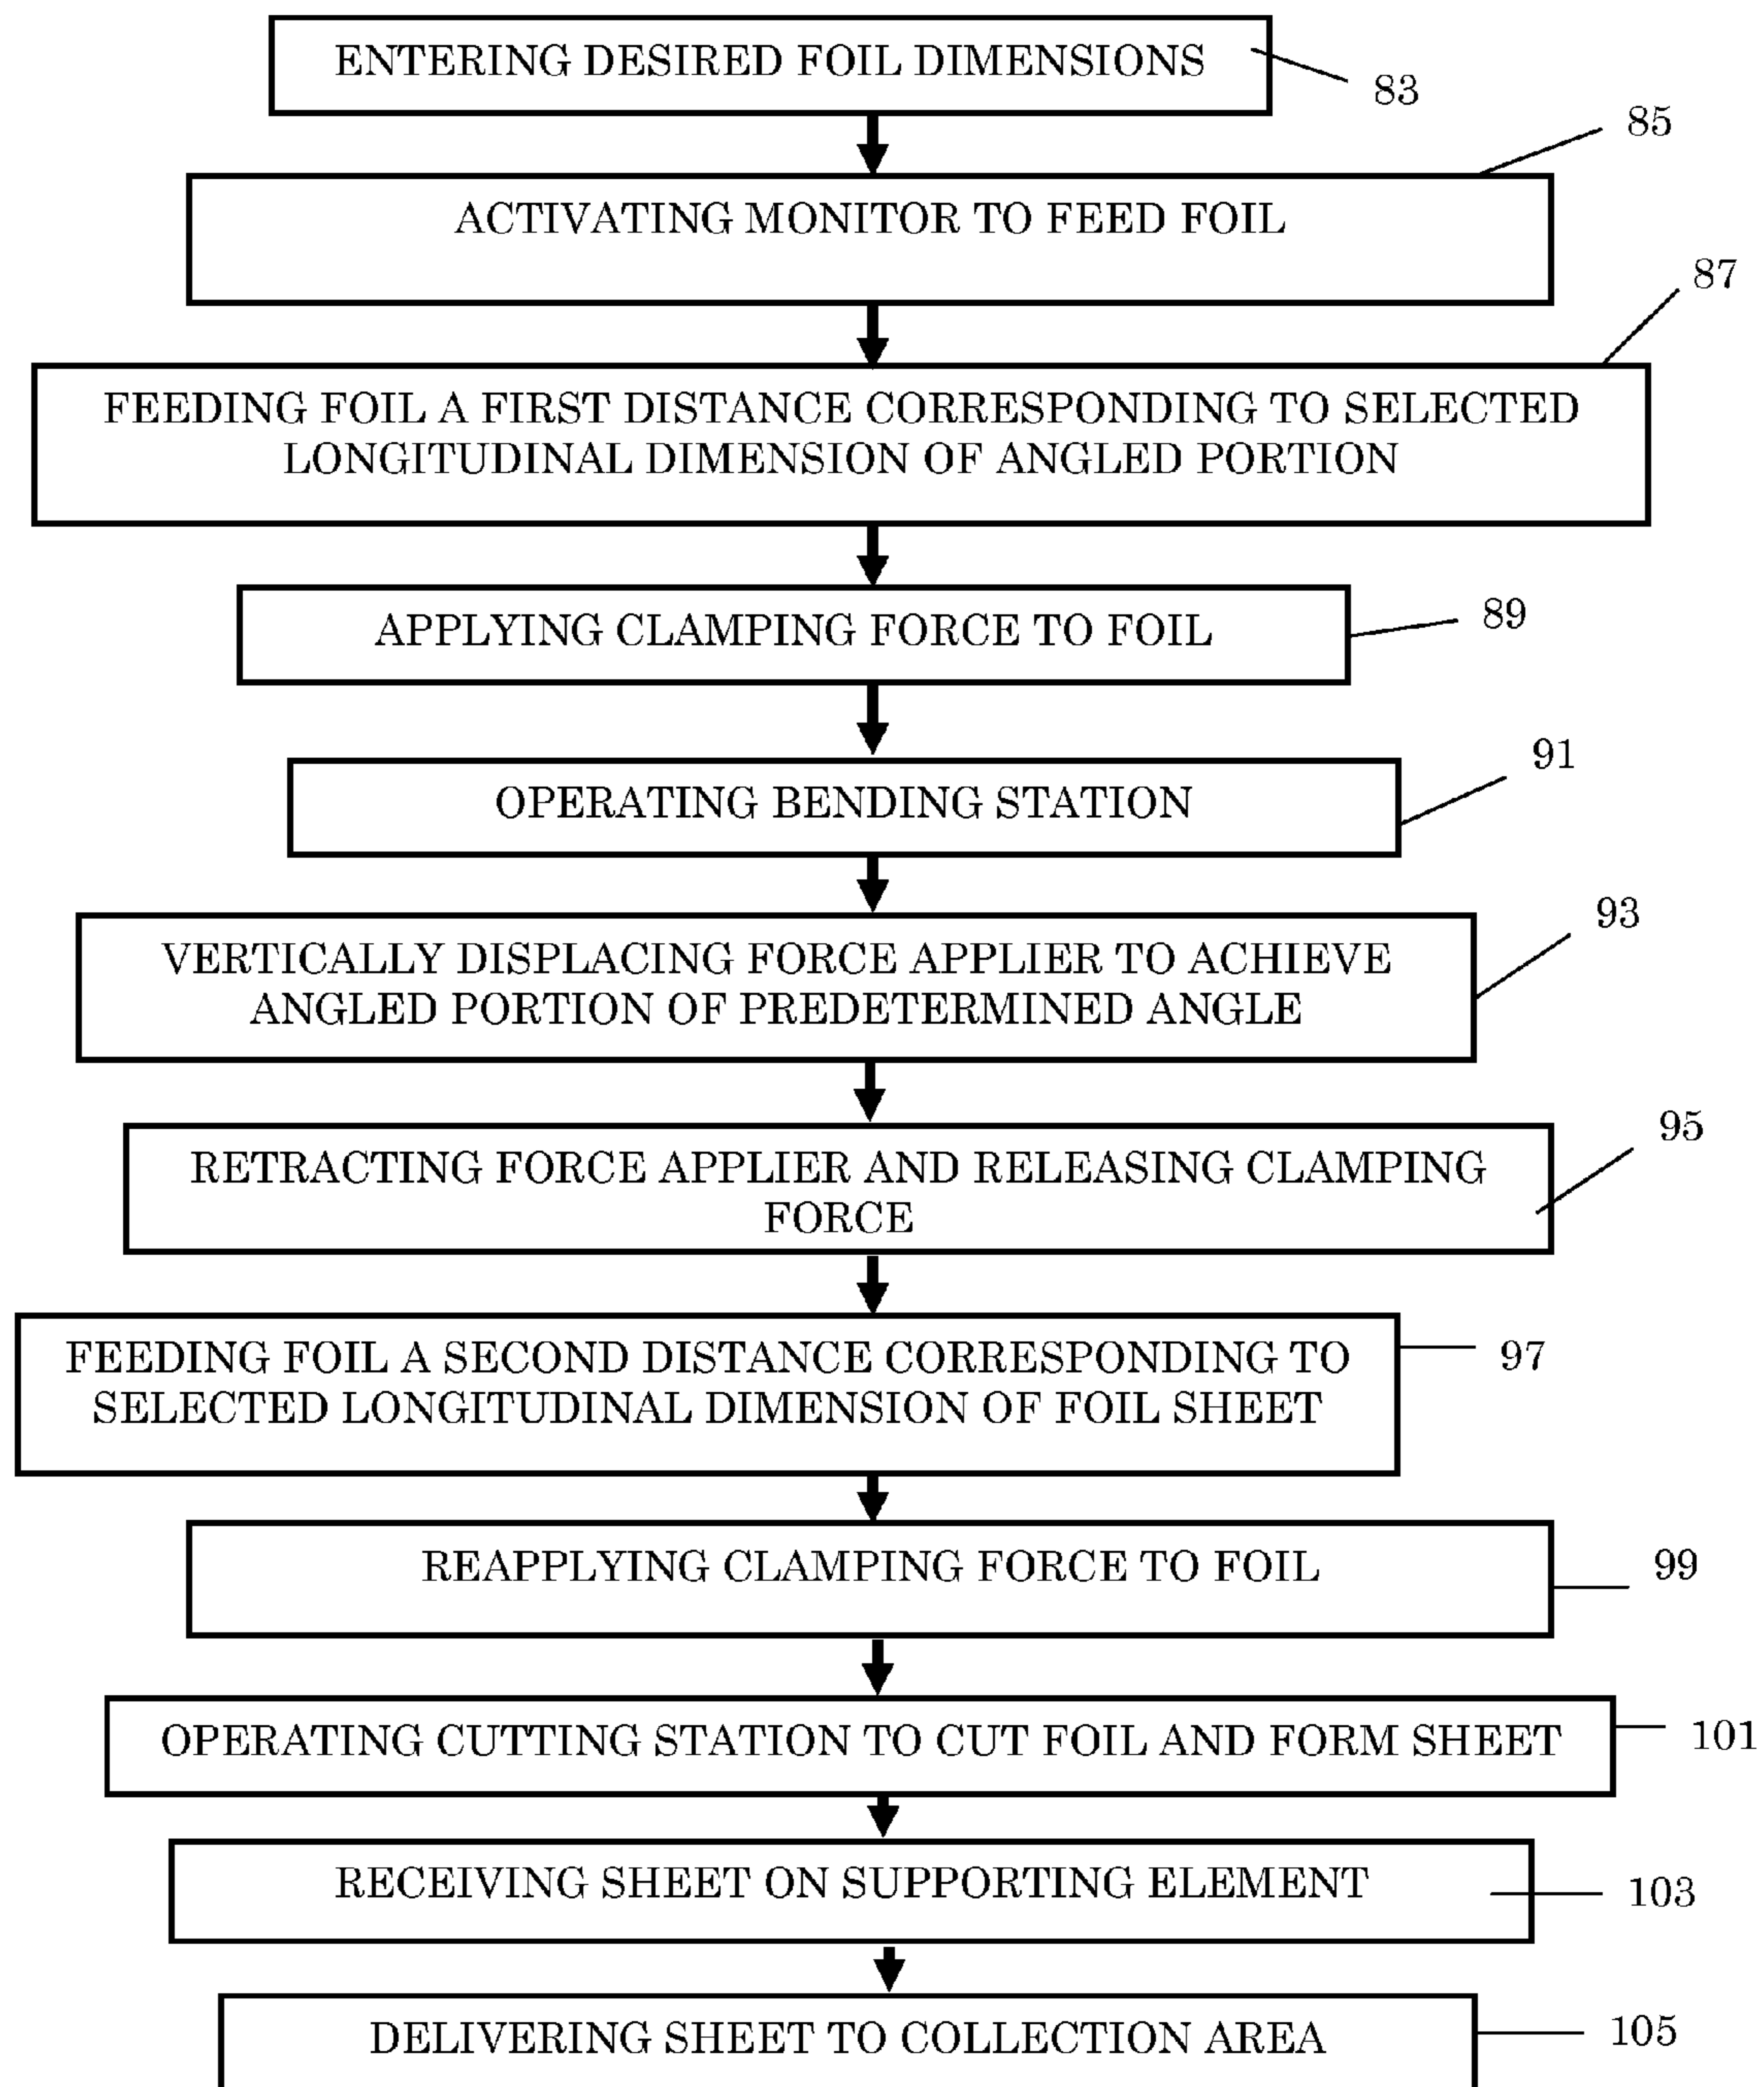 ENTERING DESIRED FOIL DIMENSIONS
83
85
ACTIVATING MONITOR TO FEED FOIL
87
FEEDING FOIL A FIRST DISTANCE CORRESPONDING TO SELECTED
LONGITUDINAL DIMENSION OF ANGLED PORTION
APPLYING CLAMPING FORCE TO FOIL
89
91
OPERATING BENDING STATION
93
VERTICALLY DISPLACING FORCE APPLIER TO ACHIEVE
ANGLED PORTION OF PREDETERMINED ANGLE
95
RETRACTING FORCE APPLIER AND RELEASING CLAMPING
FORCE
FEEDING FOIL A SECOND DISTANCE CORRESPONDING TO
97
SELECTED LONGITUDINAL DIMENSION OF FOIL SHEET
REAPPLYING CLAMPING FORCE TO FOIL
99
OPERATING CUTTING STATION TO CUT FOIL AND FORM SHEET
101
RECEIVING SHEET ON SUPPORTING ELEMENT
103
DELIVERING SHEET TO COLLECTION AREA
105